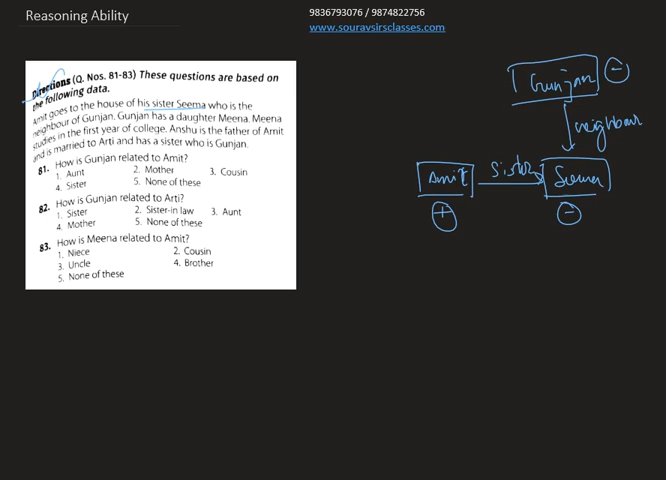 Reasoning Ability
9836793076 / 9874822756
www.souravsirsclasses.com
Directions (Q. Nos. 81-83) These questions are based on
the following data.
Amit goes to the house of his sister Seema who is the
neighbour of Gunjan. Gunjan has a daughter Meena. Meena
studies in the first year of college. Anshu is the father of Amit
and is married to Arti and has a sister who is Gunjan.
81. How is Gunjan related to Amit?
1. Aunt 2. Mother 3. Cousin
4. Sister 5. None of these
82. How is Gunjan related to Arti?
1. Sister 2. Sister-in law 3. Aunt
4. Mother 5. None of these
83. How is Meena related to Amit?
1. Niece 2. Cousin
3. Uncle 4. Brother
5. None of these
Gunjan -
neighbour
Amit Sister Seema
+ -